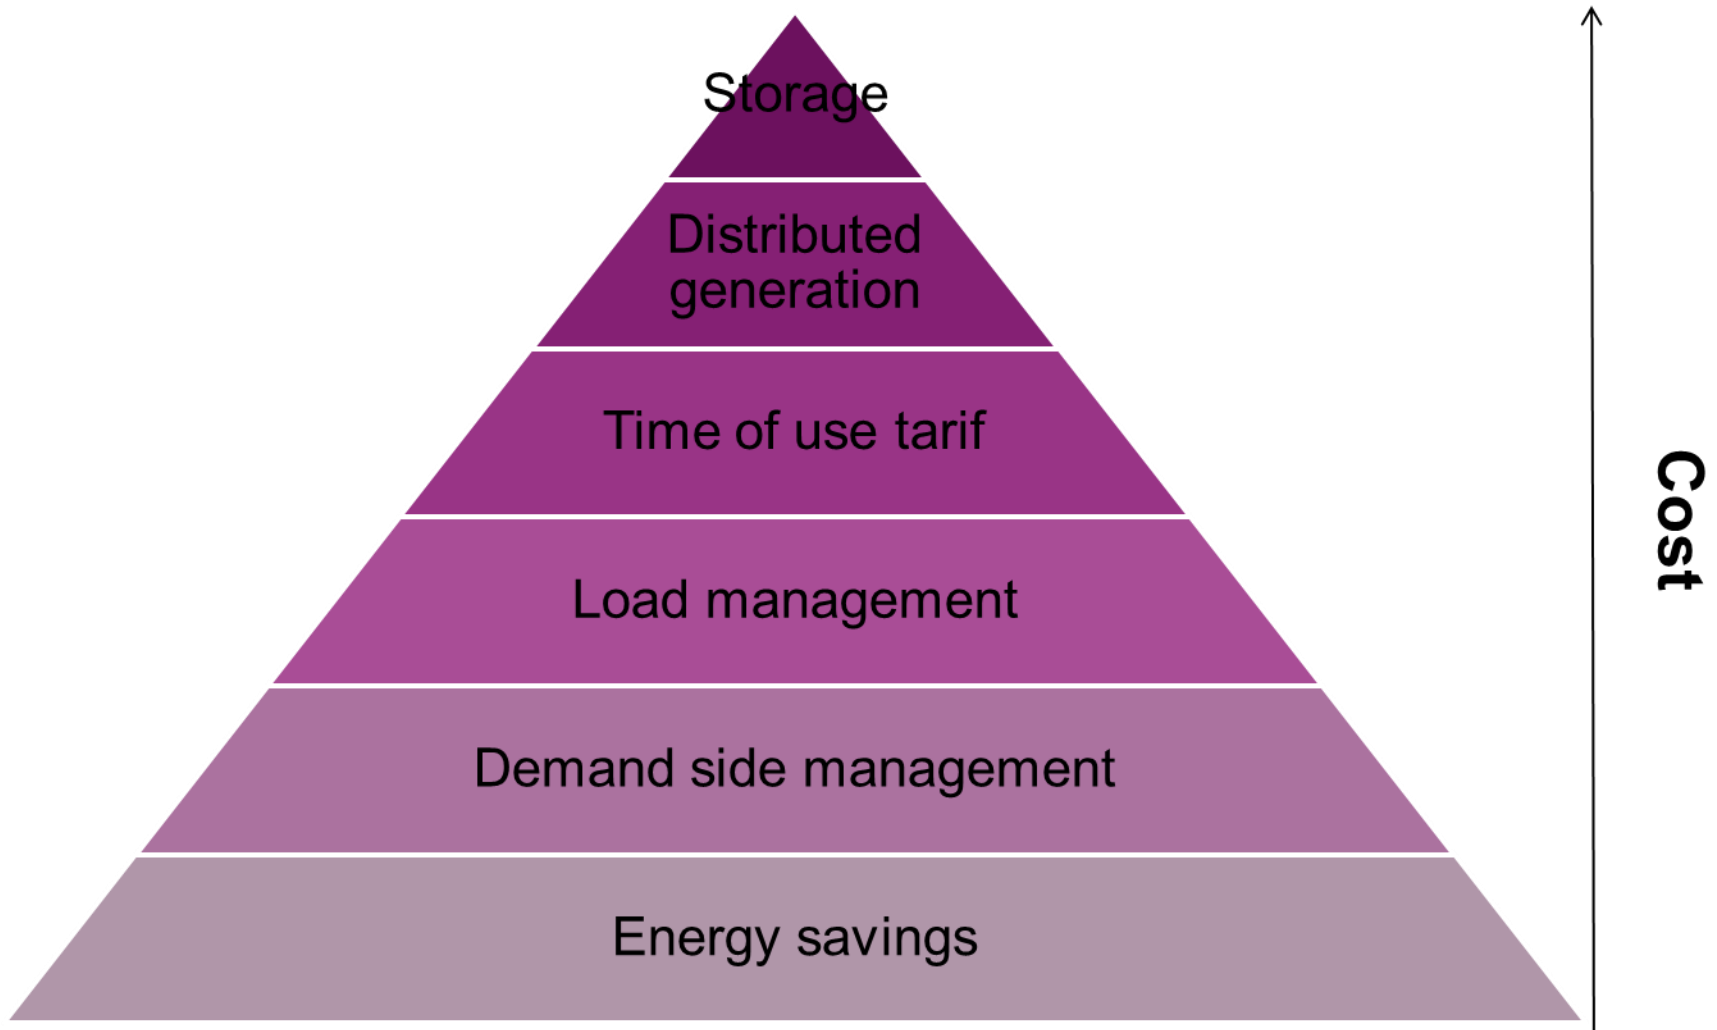 Storage
Distributed
generation
Time of use tarif
Load management
Demand side management
Energy savings
Cost